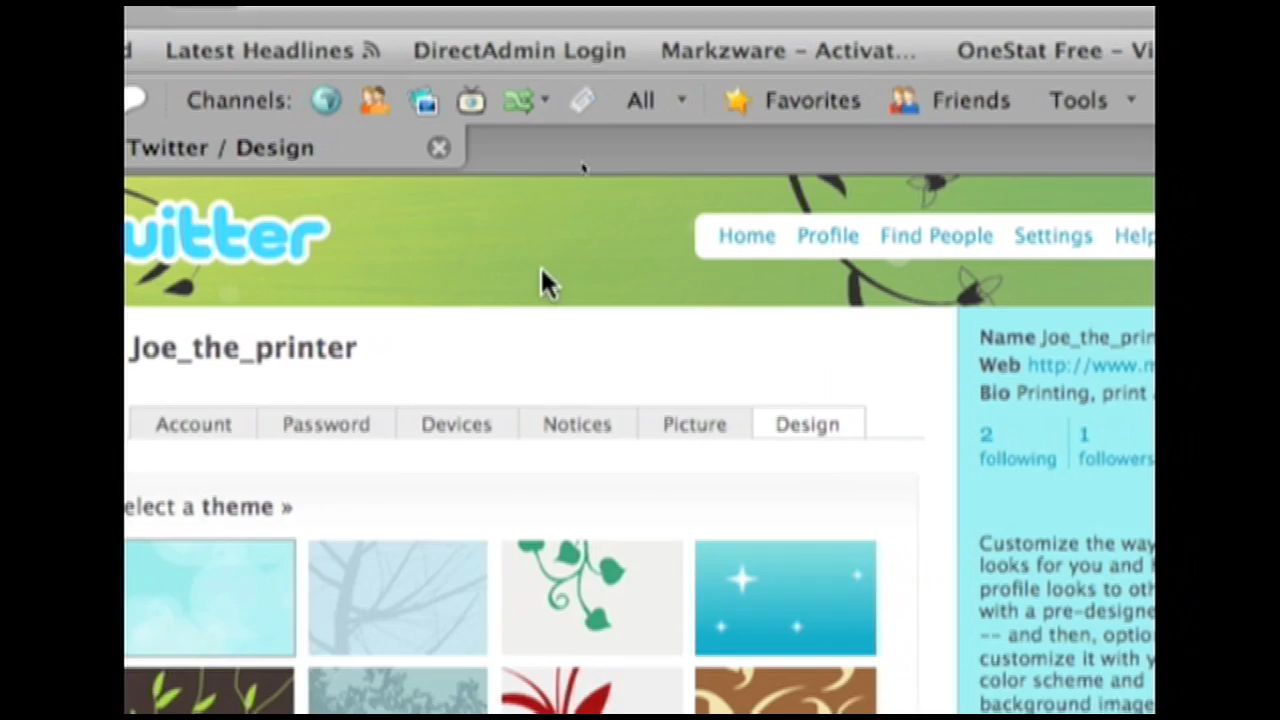 Latest Headlines DirectAdmin Login Markzware – Activat... OneStat Free – Vi
Channels: All Favorites Friends Tools
Twitter / Design
witter
Home Profile Find People Settings Help
Joe_the_printer
Account Password Devices Notices Picture Design
elect a theme »
Name Joe_the_prin
Web http://www.m
Bio Printing, print
2 1
following followers
Customize the way
looks for you and
profile looks to oth
with a pre-designe
-- and then, optio
customize it with y
color scheme and
background image